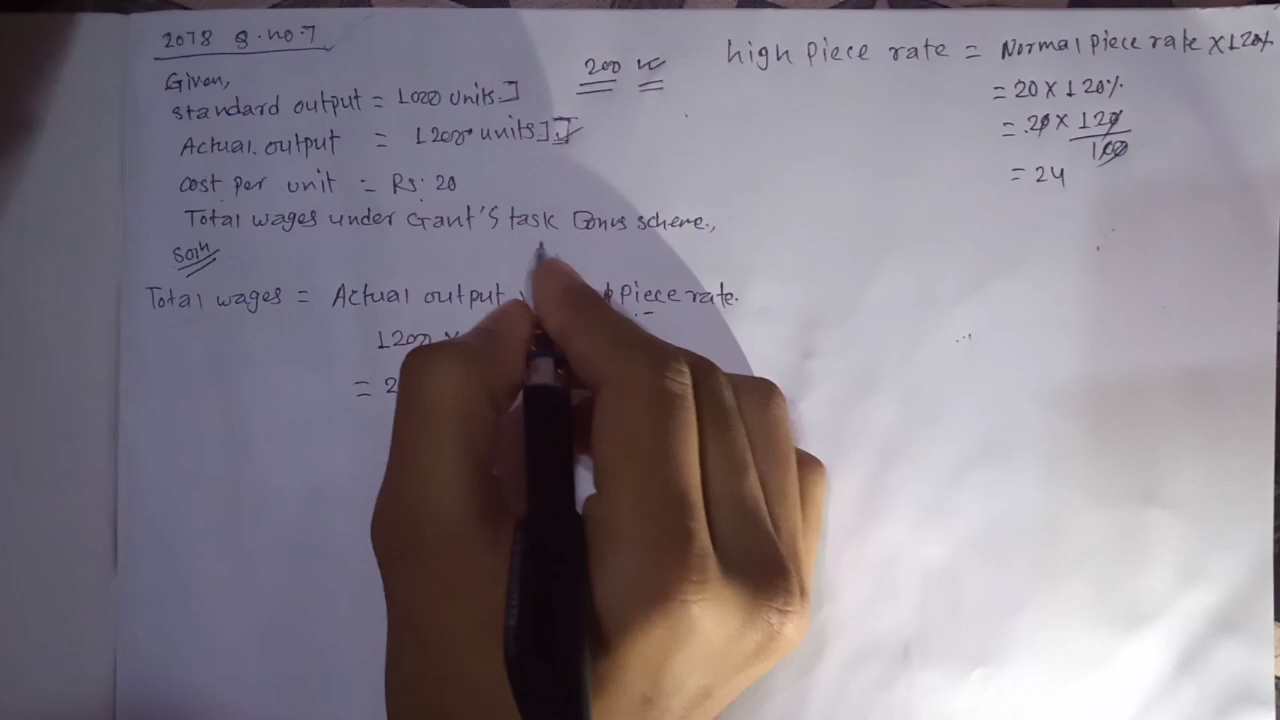 2078 Q.no.7
Given,
standard output = 1000 units.]
200
Actual output = 1200 units]
cost per unit = Rs. 20
Total wages under Gant's task Bonus scheme.,
Soln
Total wages = Actual output piece rate.
1200 ×
= 2
high piece rate = Normal piece rate × 120%
= 20 × 120%
= 20 × 120
100
= 24